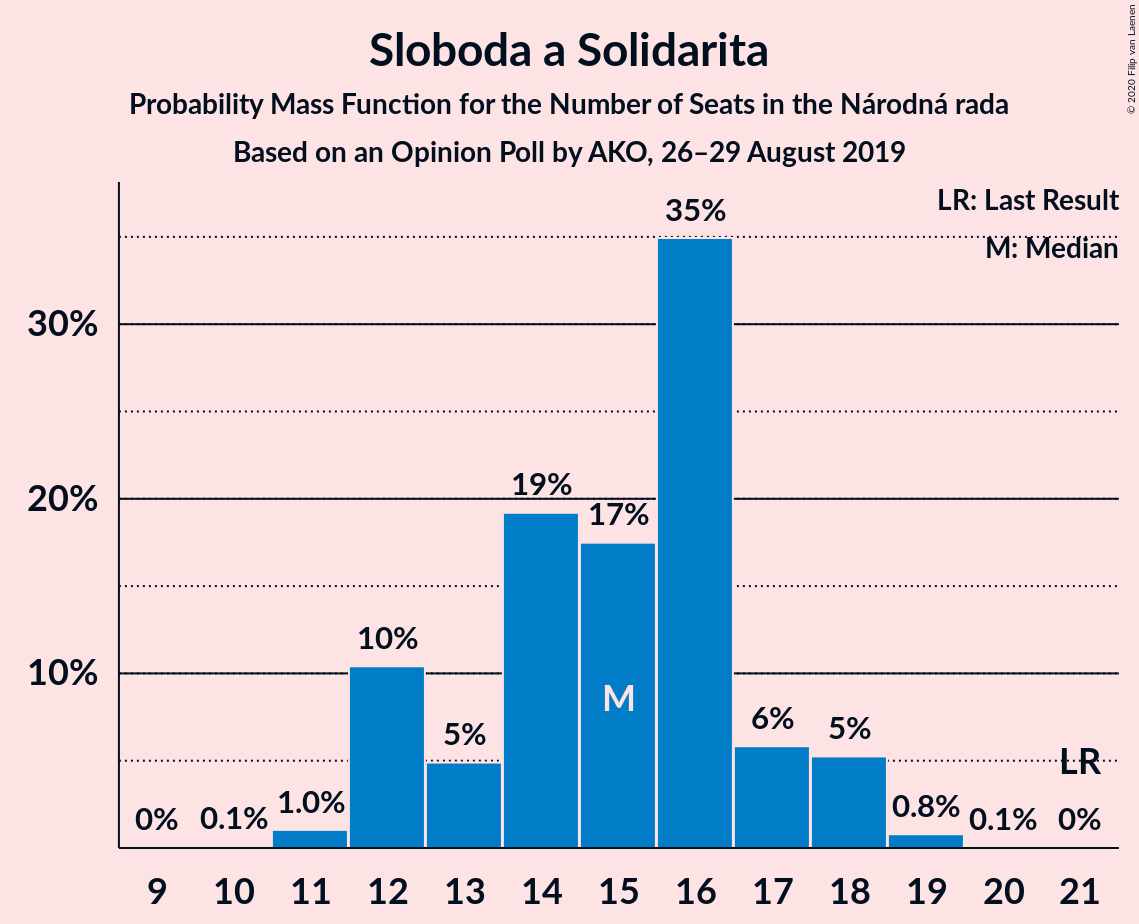 Sloboda a Solidarita
Probability Mass Function for the Number of Seats in the Národná rada
Based on an Opinion Poll by AKO, 26–29 August 2019
© 2020 Filip van Laenen
LR: Last Result
M: Median
30%
20%
10%
0%
0.1%
1.0%
10%
5%
19%
17%
35%
6%
5%
0.8%
0.1%
0%
M
LR
9 10 11 12 13 14 15 16 17 18 19 20 21